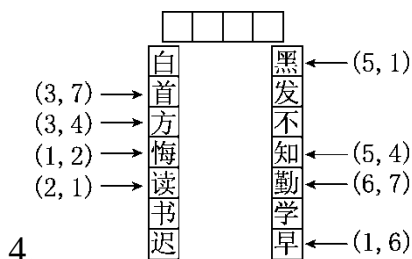 白 黑 (5,1)
(3,7) 首 发
(3,4) 方 不
(1,2) 悔 知 (5,4)
(2,1) 读 勤 (6,7)
书 学
4 迟 早 (1,6)